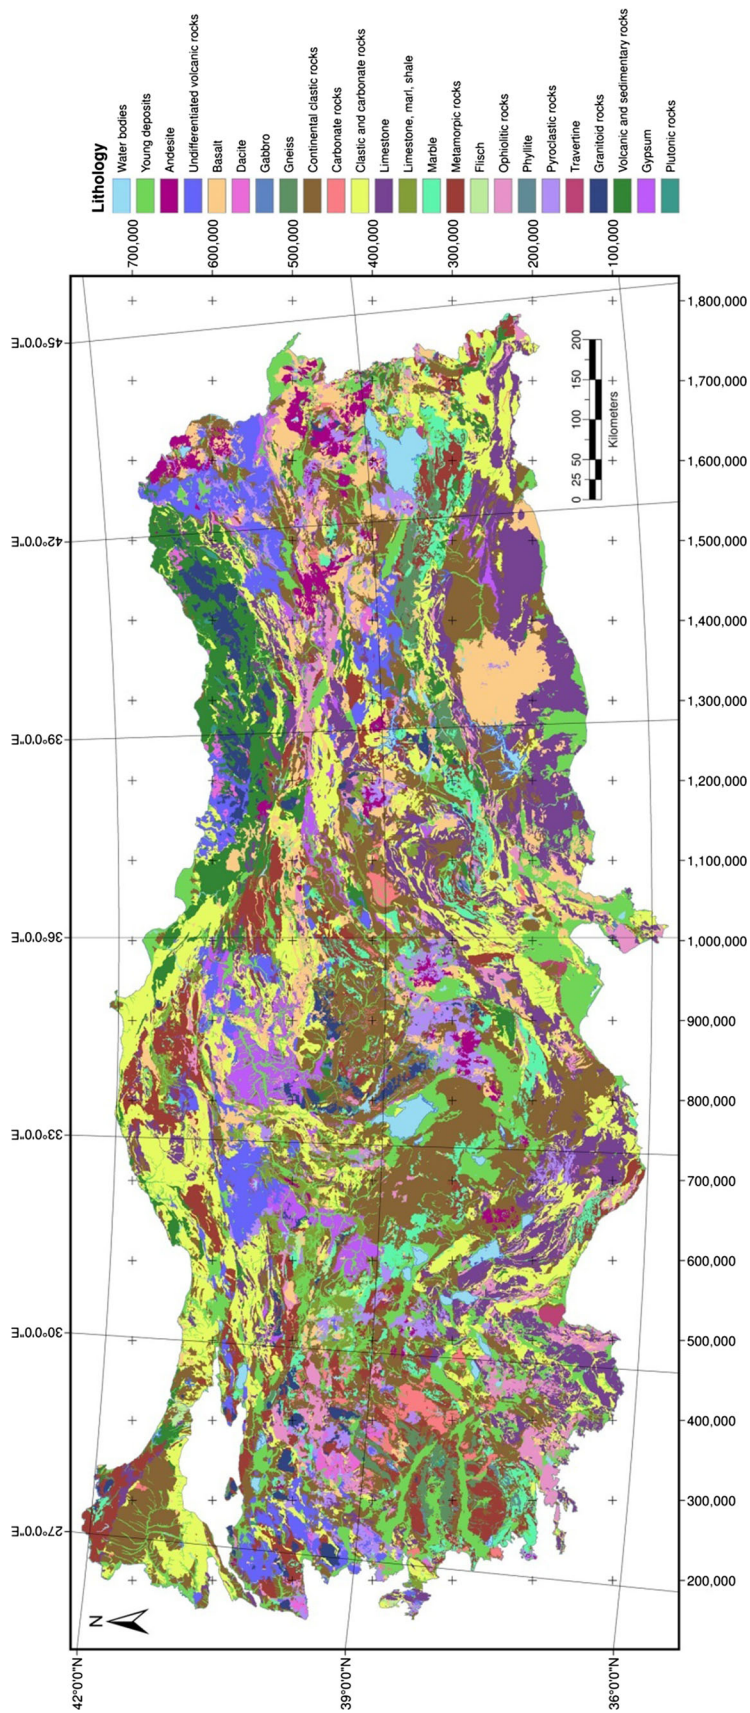 Lithology
Water bodies
Young deposits
Andesite
Undifferentiated volcanic rocks
Basalt
Dacite
Gabbro
Gneiss
Continental clastic rocks
Carbonate rocks
Clastic and carbonate rocks
Limestone
Limestone, marl, shale
Marble
Metamorpic rocks
Flisch
Ophiolitic rocks
Phyllite
Pyroclastic rocks
Travertine
Granitoid rocks
Volcanic and sedimentary rocks
Gypsum
Plutonic rocks
27°0'0"E
30°0'0"E
33°0'0"E
36°0'0"E
39°0'0"E
42°0'0"E
45°0'0"E
N
42°0'0"N
39°0'0"N
36°0'0"N
700,000
600,000
500,000
400,000
300,000
200,000
100,000
0 25 50 100 150 200
Kilometers
200,000
300,000
400,000
500,000
600,000
700,000
800,000
900,000
1,000,000
1,100,000
1,200,000
1,300,000
1,400,000
1,500,000
1,600,000
1,700,000
1,800,000